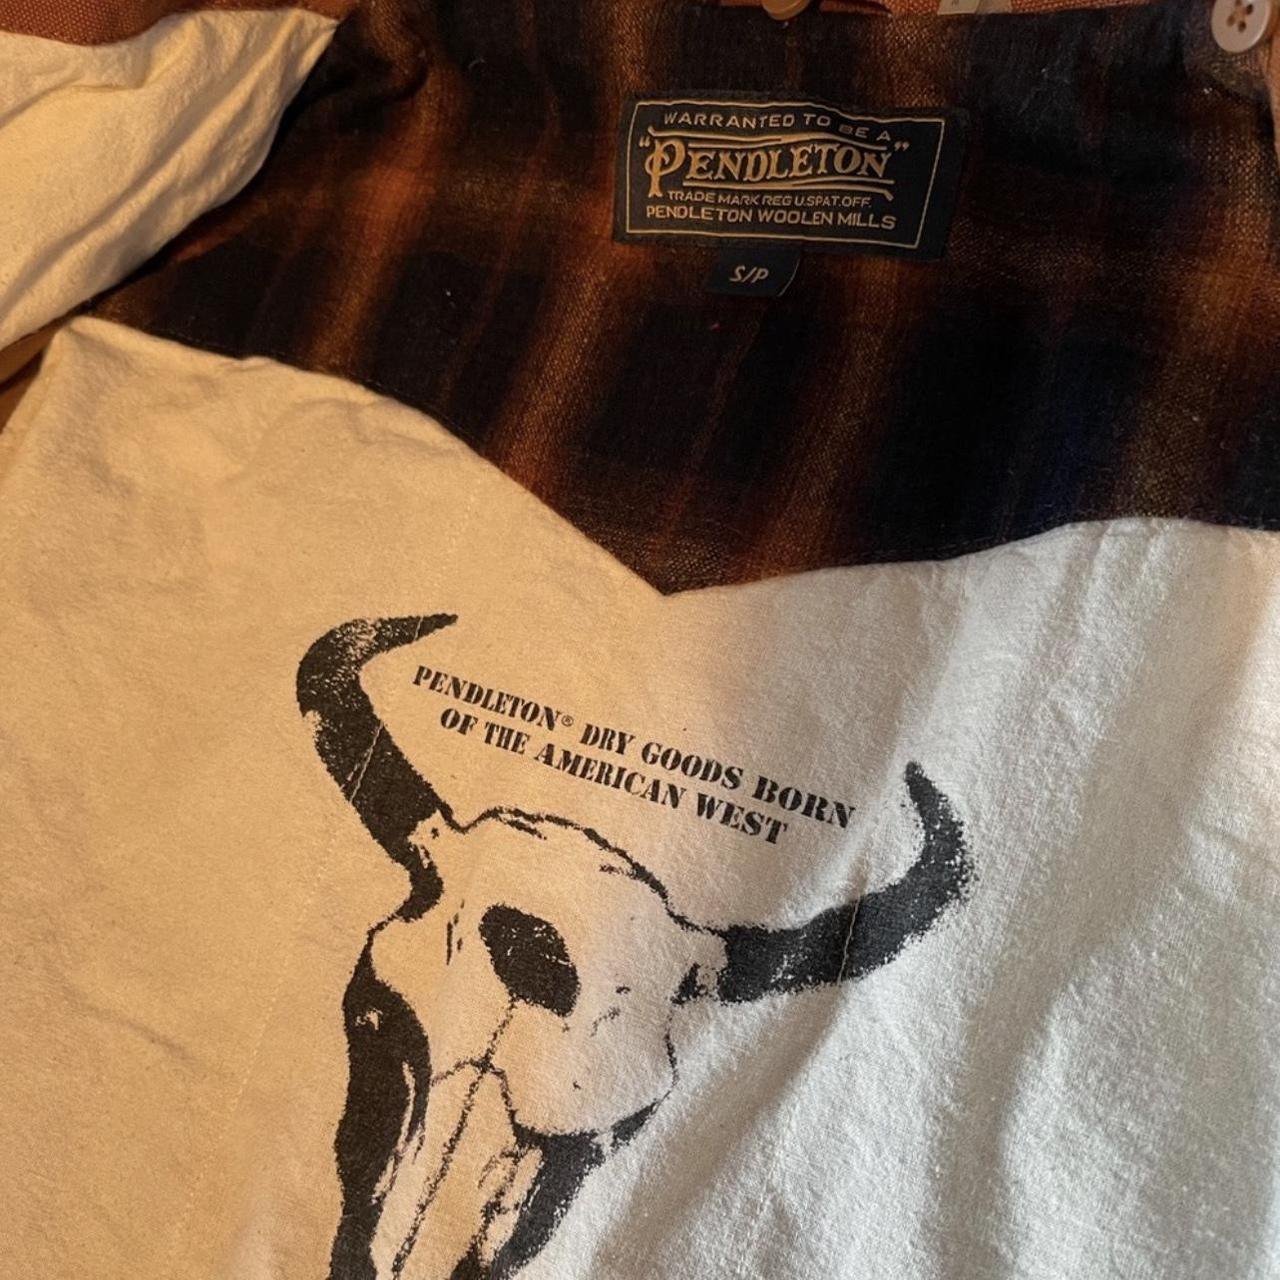 WARRANTED TO BE A
"PENDLETON"
TRADE MARK REG U.S.PAT.OFF.
PENDLETON WOOLEN MILLS
S/P
PENDLETON® DRY GOODS BORN
OF THE AMERICAN WEST